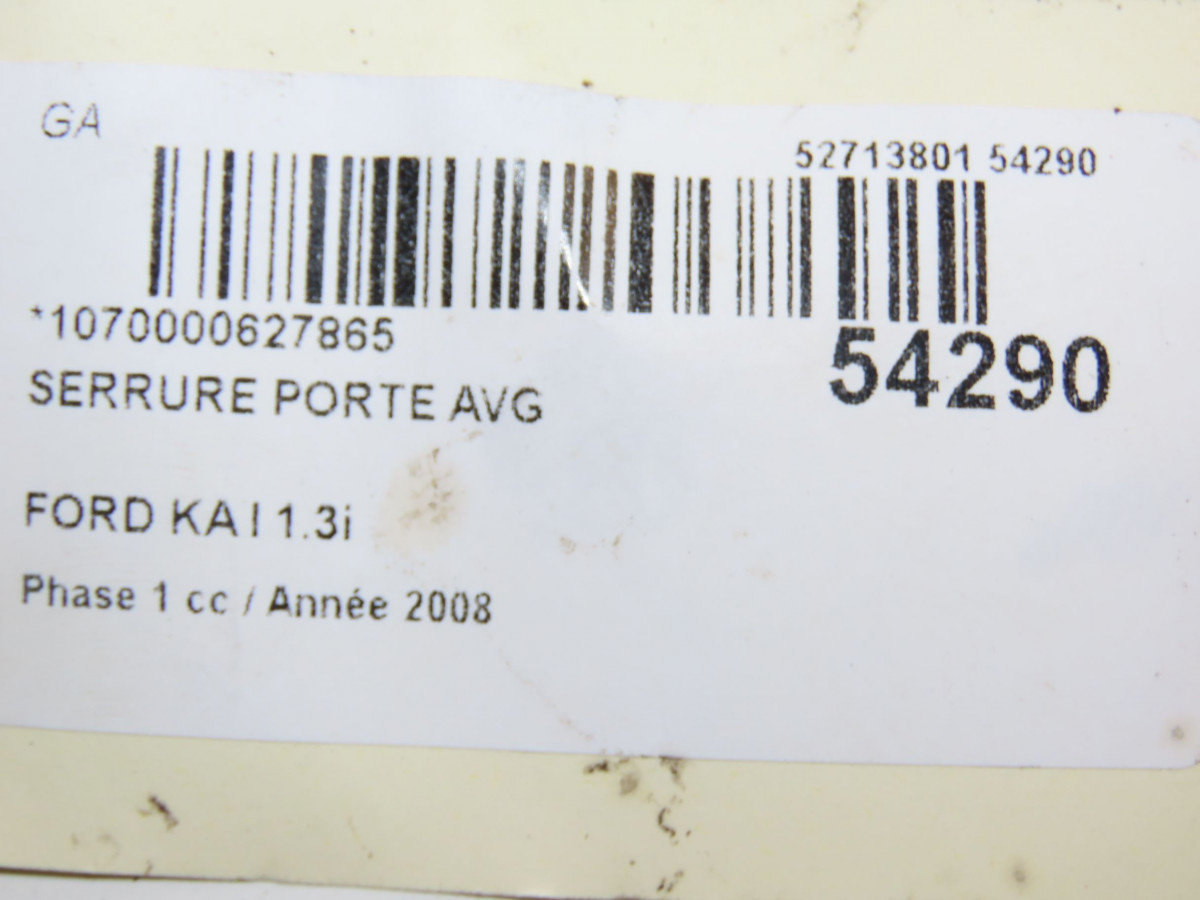 GA
52713801 54290
*1070000627865
54290
SERRURE PORTE AVG
FORD KA I 1.3i
Phase 1 cc / Année 2008